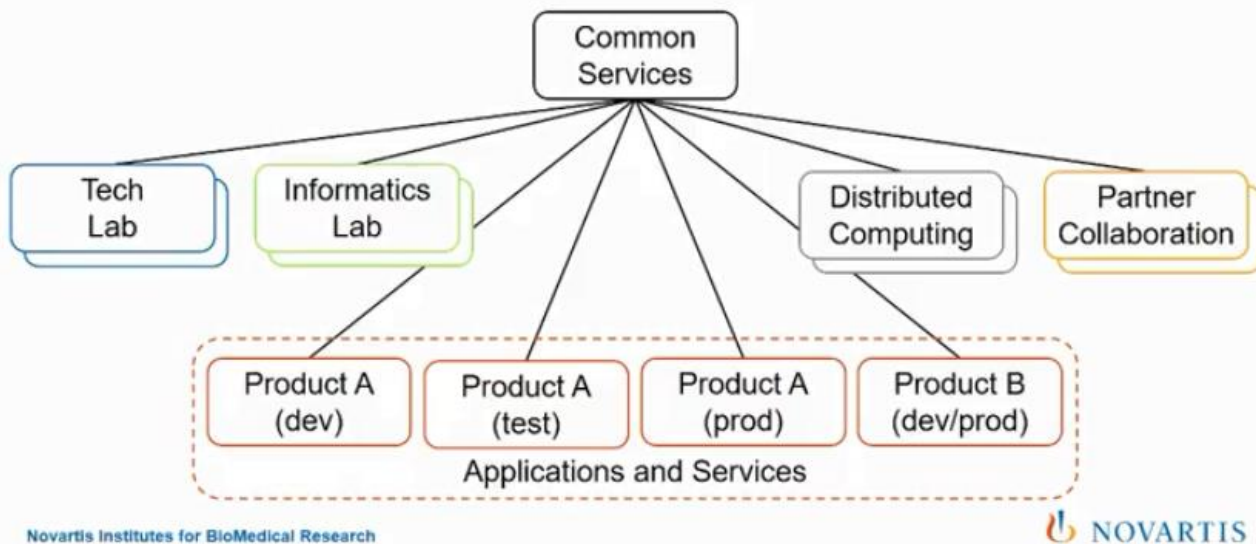 Common
Services
Tech
Lab
Informatics
Lab
Distributed
Computing
Partner
Collaboration
Product A
(dev)
Product A
(test)
Product A
(prod)
Product B
(dev/prod)
Applications and Services
Novartis Institutes for BioMedical Research
NOVARTIS